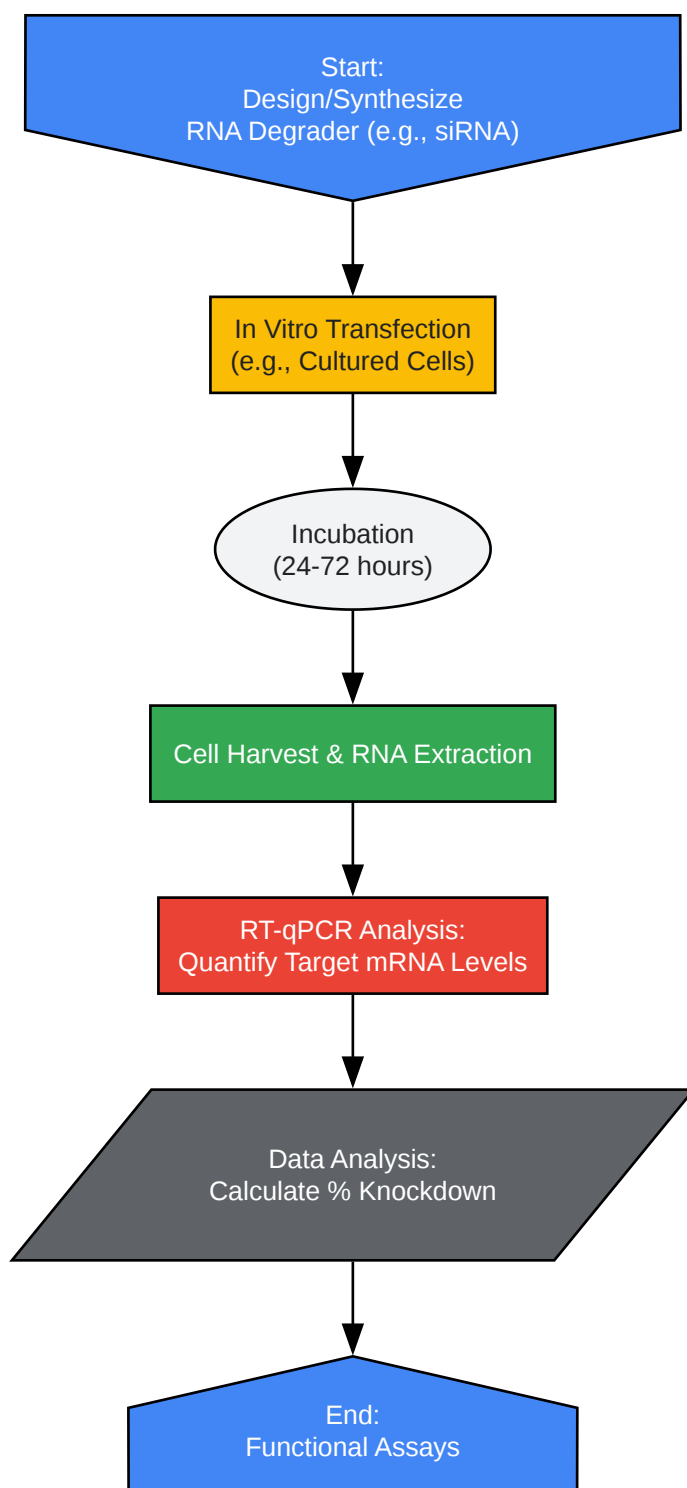 Start:
Design/Synthesize
RNA Degrader (e.g., siRNA)
In Vitro Transfection
(e.g., Cultured Cells)
Incubation
(24-72 hours)
Cell Harvest & RNA Extraction
RT-qPCR Analysis:
Quantify Target mRNA Levels
Data Analysis:
Calculate % Knockdown
End:
Functional Assays